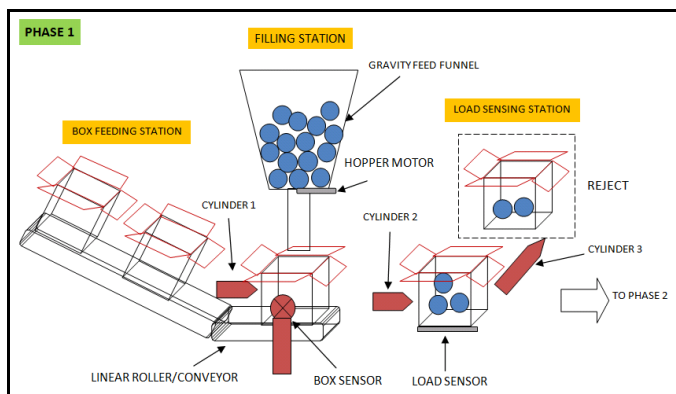 PHASE 1
FILLING STATION
GRAVITY FEED FUNNEL
BOX FEEDING STATION
LOAD SENSING STATION
HOPPER MOTOR
REJECT
CYLINDER 1
CYLINDER 2
CYLINDER 3
TO PHASE 2
LINEAR ROLLER/CONVEYOR
BOX SENSOR
LOAD SENSOR